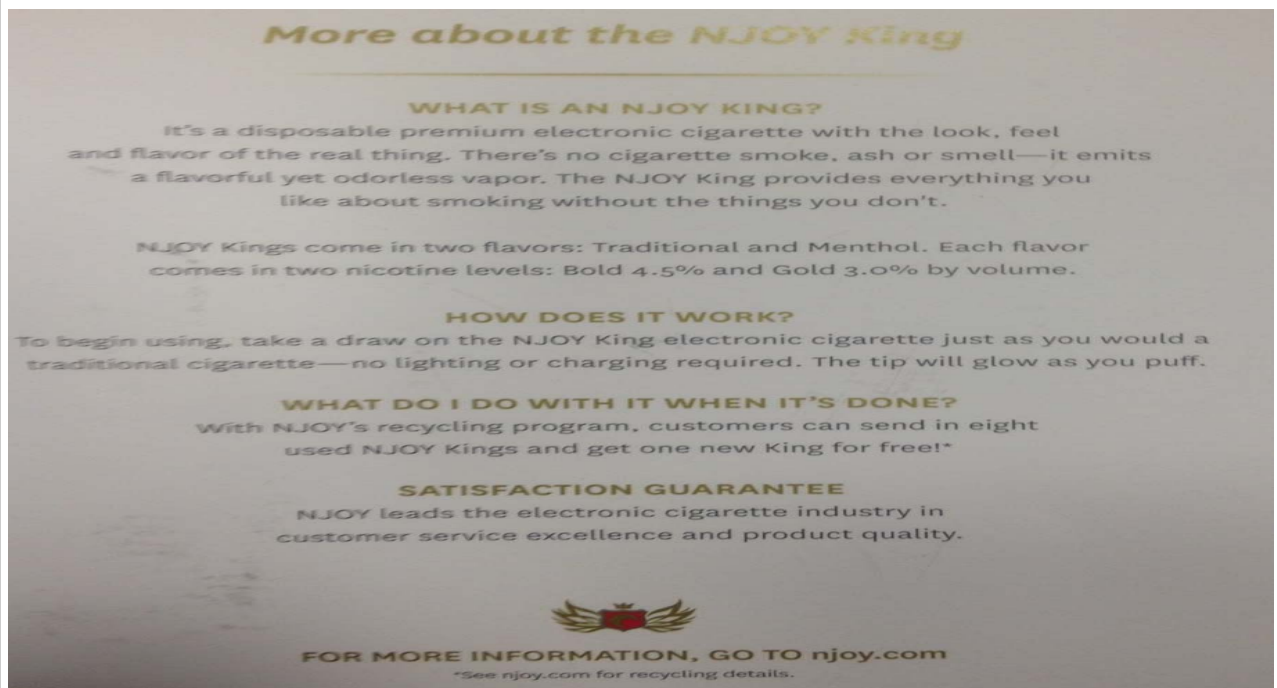 More about the NJOY King
WHAT IS AN NJOY KING?
It's a disposable premium electronic cigarette with the look, feel
and flavor of the real thing. There's no cigarette smoke, ash or smell—it emits
a flavorful yet odorless vapor. The NJOY King provides everything you
like about smoking without the things you don't.
NJOY Kings come in two flavors: Traditional and Menthol. Each flavor
comes in two nicotine levels: Bold 4.5% and Gold 3.0% by volume.
HOW DOES IT WORK?
To begin using, take a draw on the NJOY King electronic cigarette just as you would a
traditional cigarette—no lighting or charging required. The tip will glow as you puff.
WHAT DO I DO WITH IT WHEN IT'S DONE?
With NJOY's recycling program, customers can send in eight
used NJOY Kings and get one new King for free!*
SATISFACTION GUARANTEE
NJOY leads the electronic cigarette industry in
customer service excellence and product quality.
FOR MORE INFORMATION, GO TO njoy.com
*See njoy.com for recycling details.